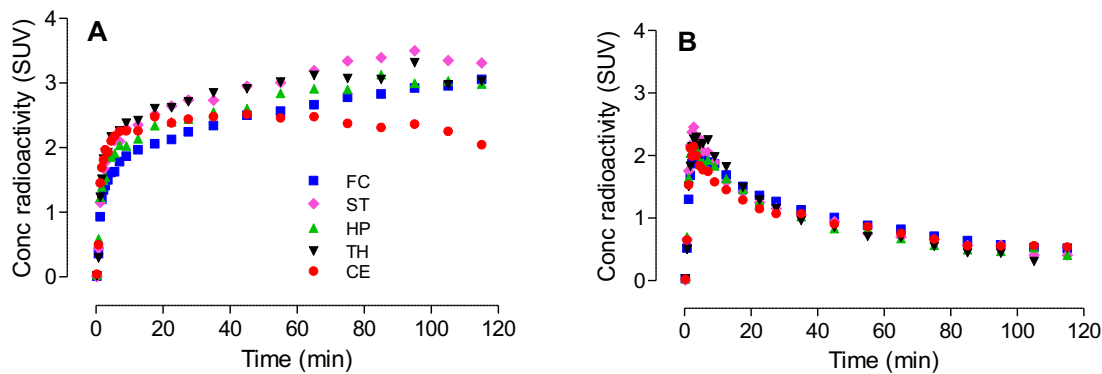 A
Conc radioactivity (SUV)
4
3
2
1
0
FC
ST
HP
TH
CE
0 20 40 60 80 100 120
Time (min)
B
Conc radioactivity (SUV)
4
3
2
1
0
0 20 40 60 80 100 120
Time (min)